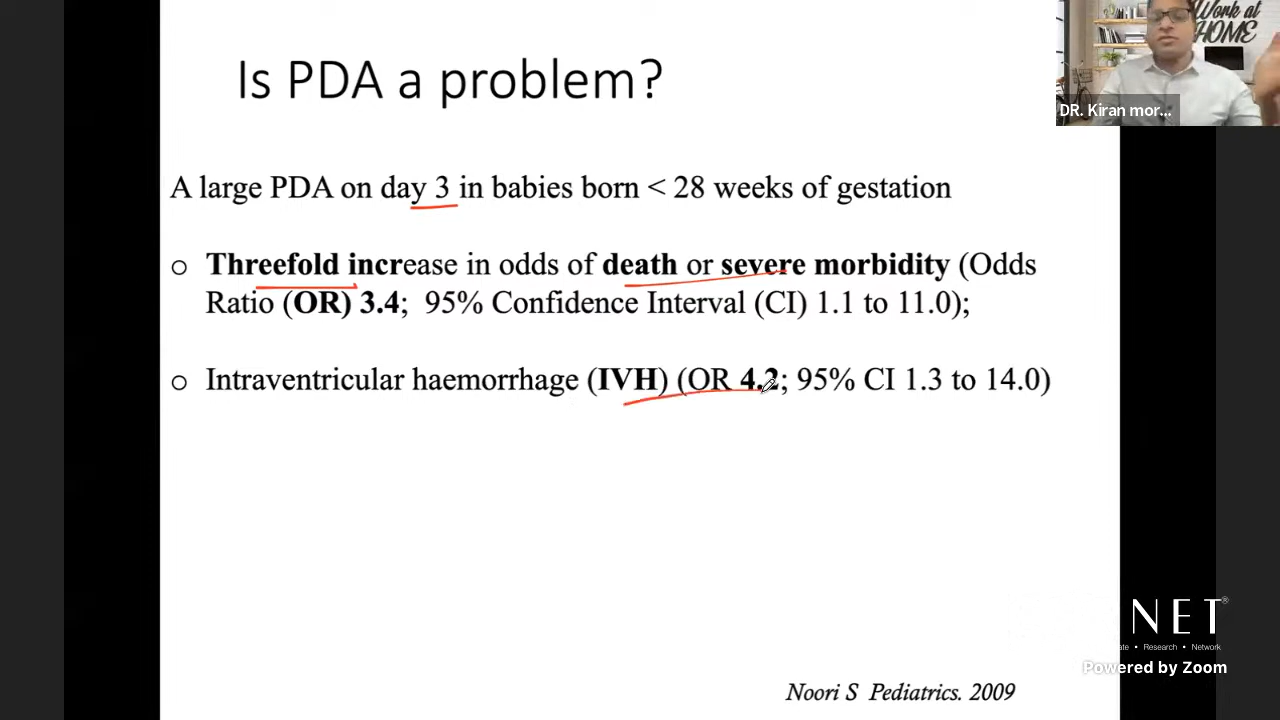 Work at
HOME
Is PDA a problem?
DR. Kiran mor...
A large PDA on day 3 in babies born < 28 weeks of gestation
o Threefold increase in odds of death or severe morbidity (Odds
Ratio (OR) 3.4; 95% Confidence Interval (CI) 1.1 to 11.0);
o Intraventricular haemorrhage (IVH) (OR 4.2; 95% CI 1.3 to 14.0)
NET®
• Research • Network
Powered by Zoom
Noori S Pediatrics. 2009